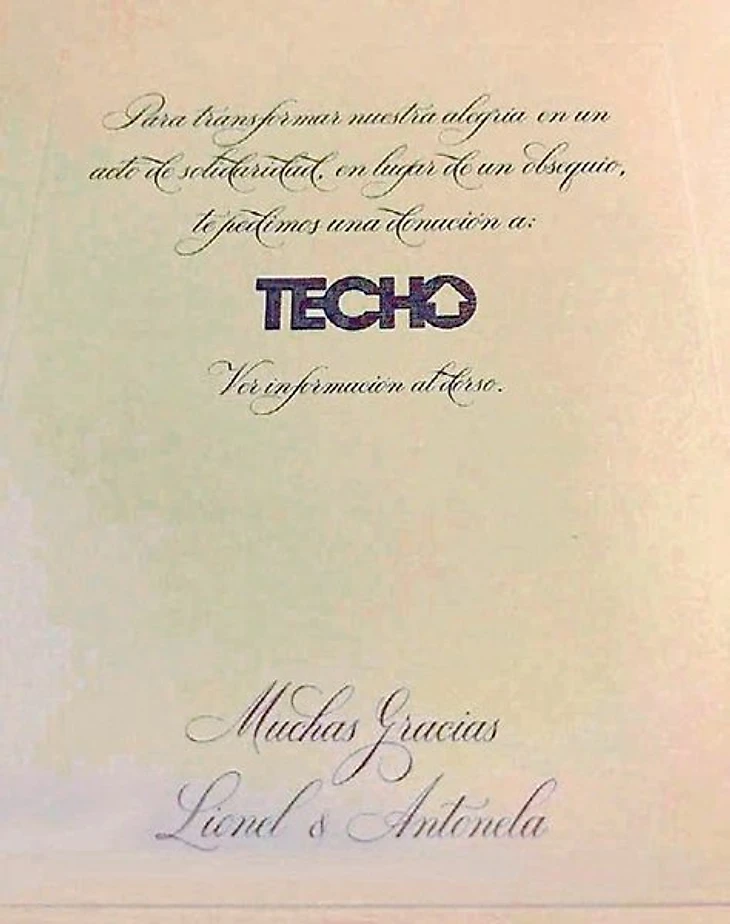 Para transformar nuestra alegría en un
acto de solidaridad, en lugar de un obsequio,
te pedimos una donación a:
TECHO
Ver información al dorso.
Muchas Gracias
Lionel & Antonela